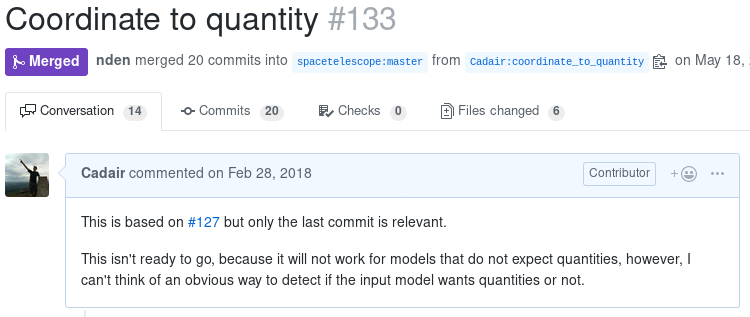 Coordinate to quantity #133
Merged nden merged 20 commits into spacetelescope:master from Cadair:coordinate_to_quantity on May 18,
Conversation 14 Commits 20 Checks 0 Files changed 6
Cadair commented on Feb 28, 2018 Contributor + ...
This is based on #127 but only the last commit is relevant.
This isn't ready to go, because it will not work for models that do not expect quantities, however, I
can't think of an obvious way to detect if the input model wants quantities or not.